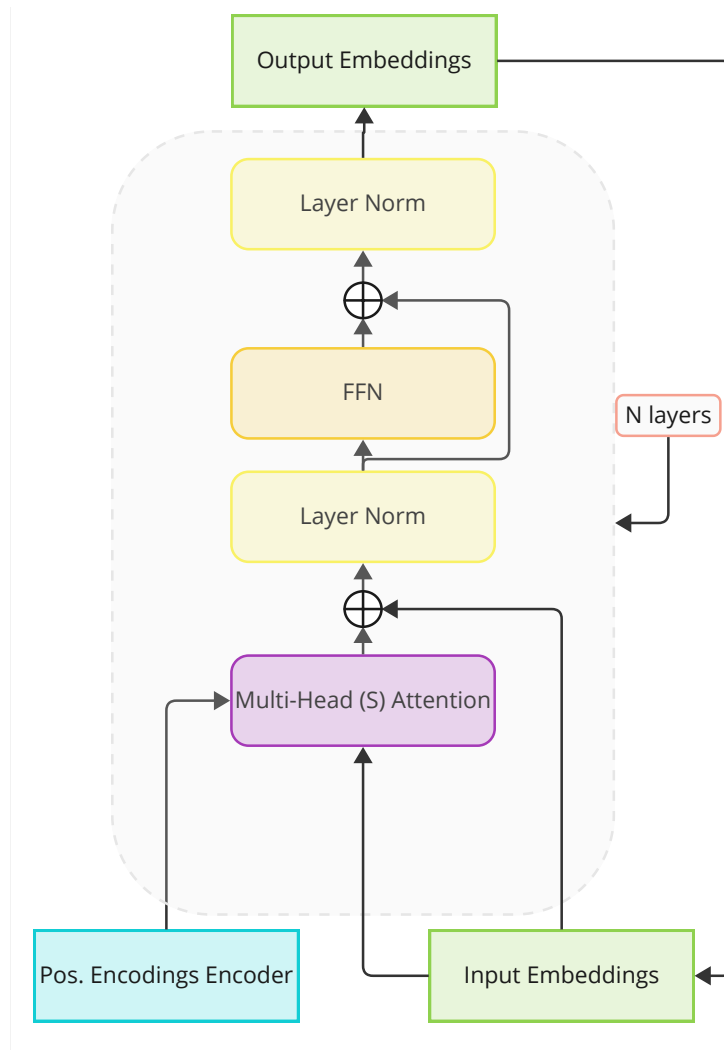 Output Embeddings
Layer Norm
FFN
N layers
Layer Norm
Multi-Head (S) Attention
Pos. Encodings Encoder
Input Embeddings